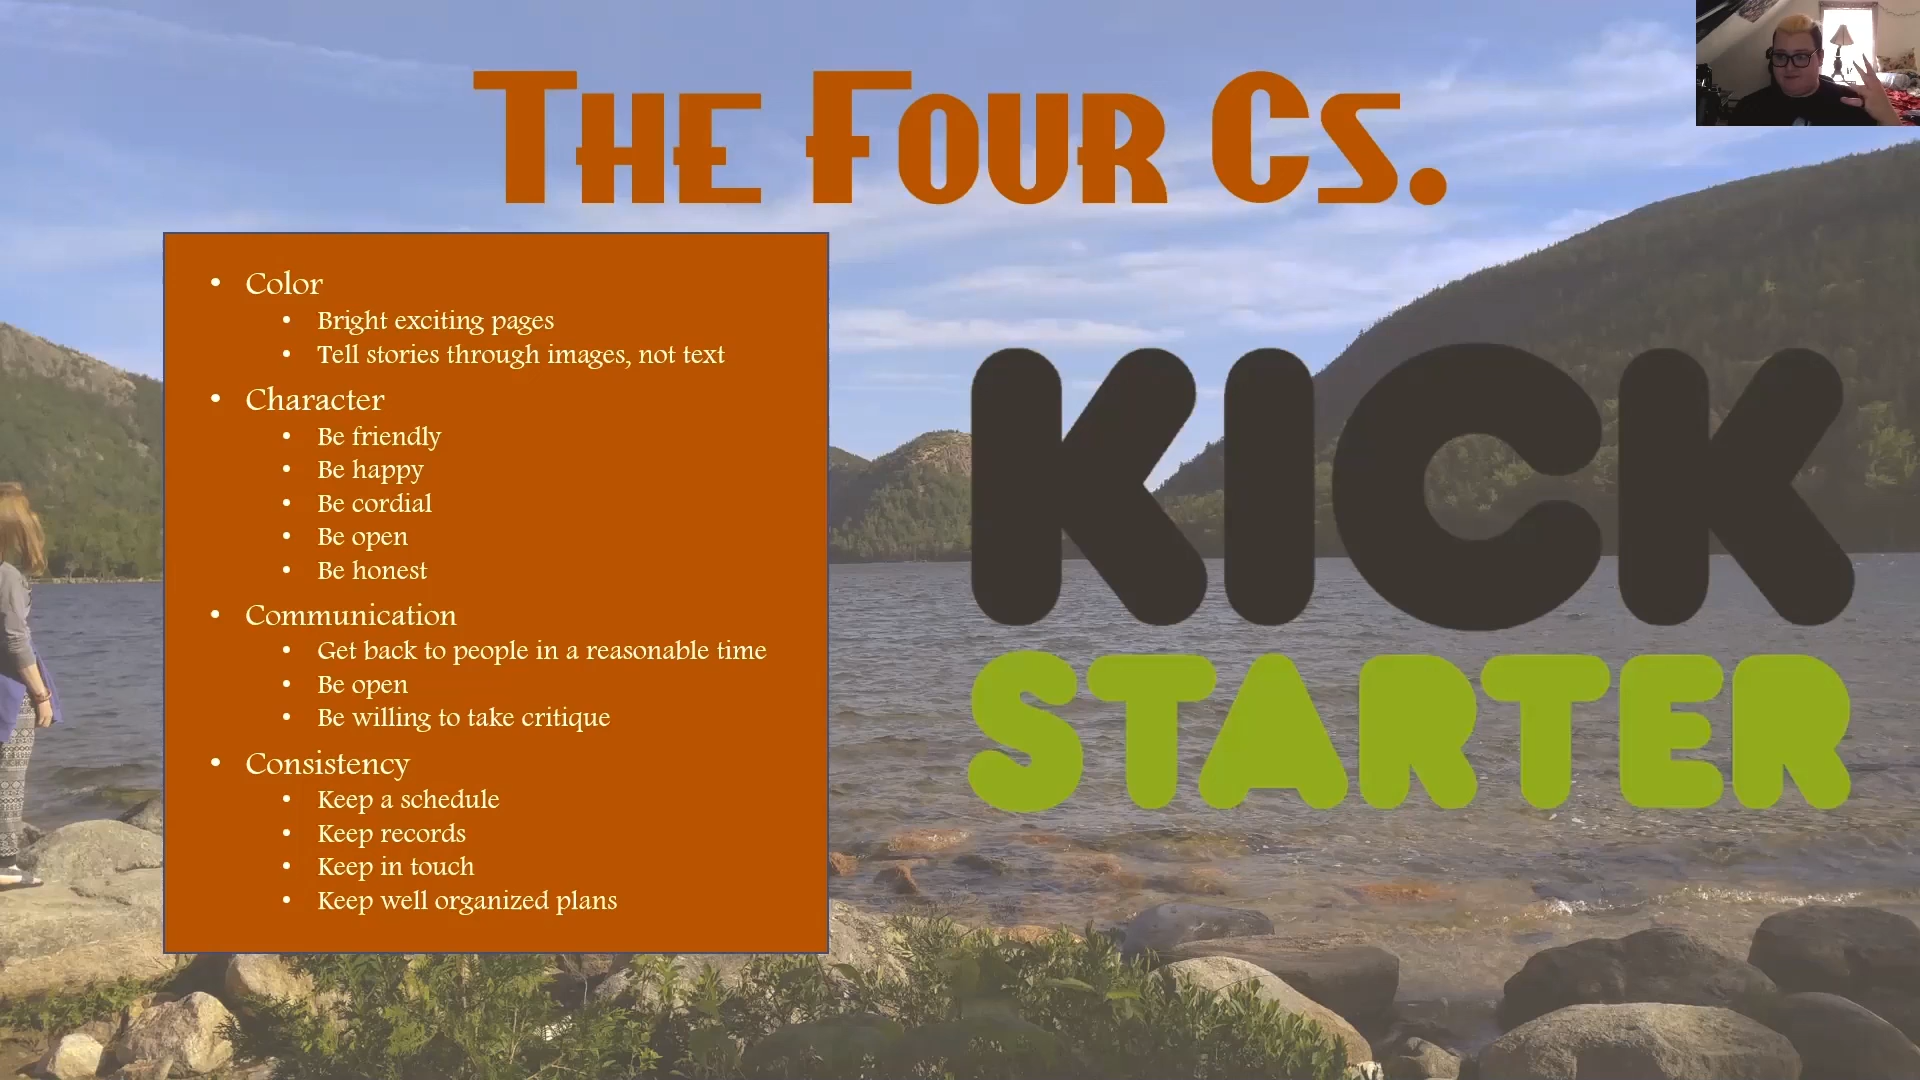 The Four Cs.
Color
Bright exciting pages
Tell stories through images, not text
Character
Be friendly
Be happy
Be cordial
Be open
Be honest
Communication
Get back to people in a reasonable time
Be open
Be willing to take critique
Consistency
Keep a schedule
Keep records
Keep in touch
Keep well organized plans
KICK
STARTER